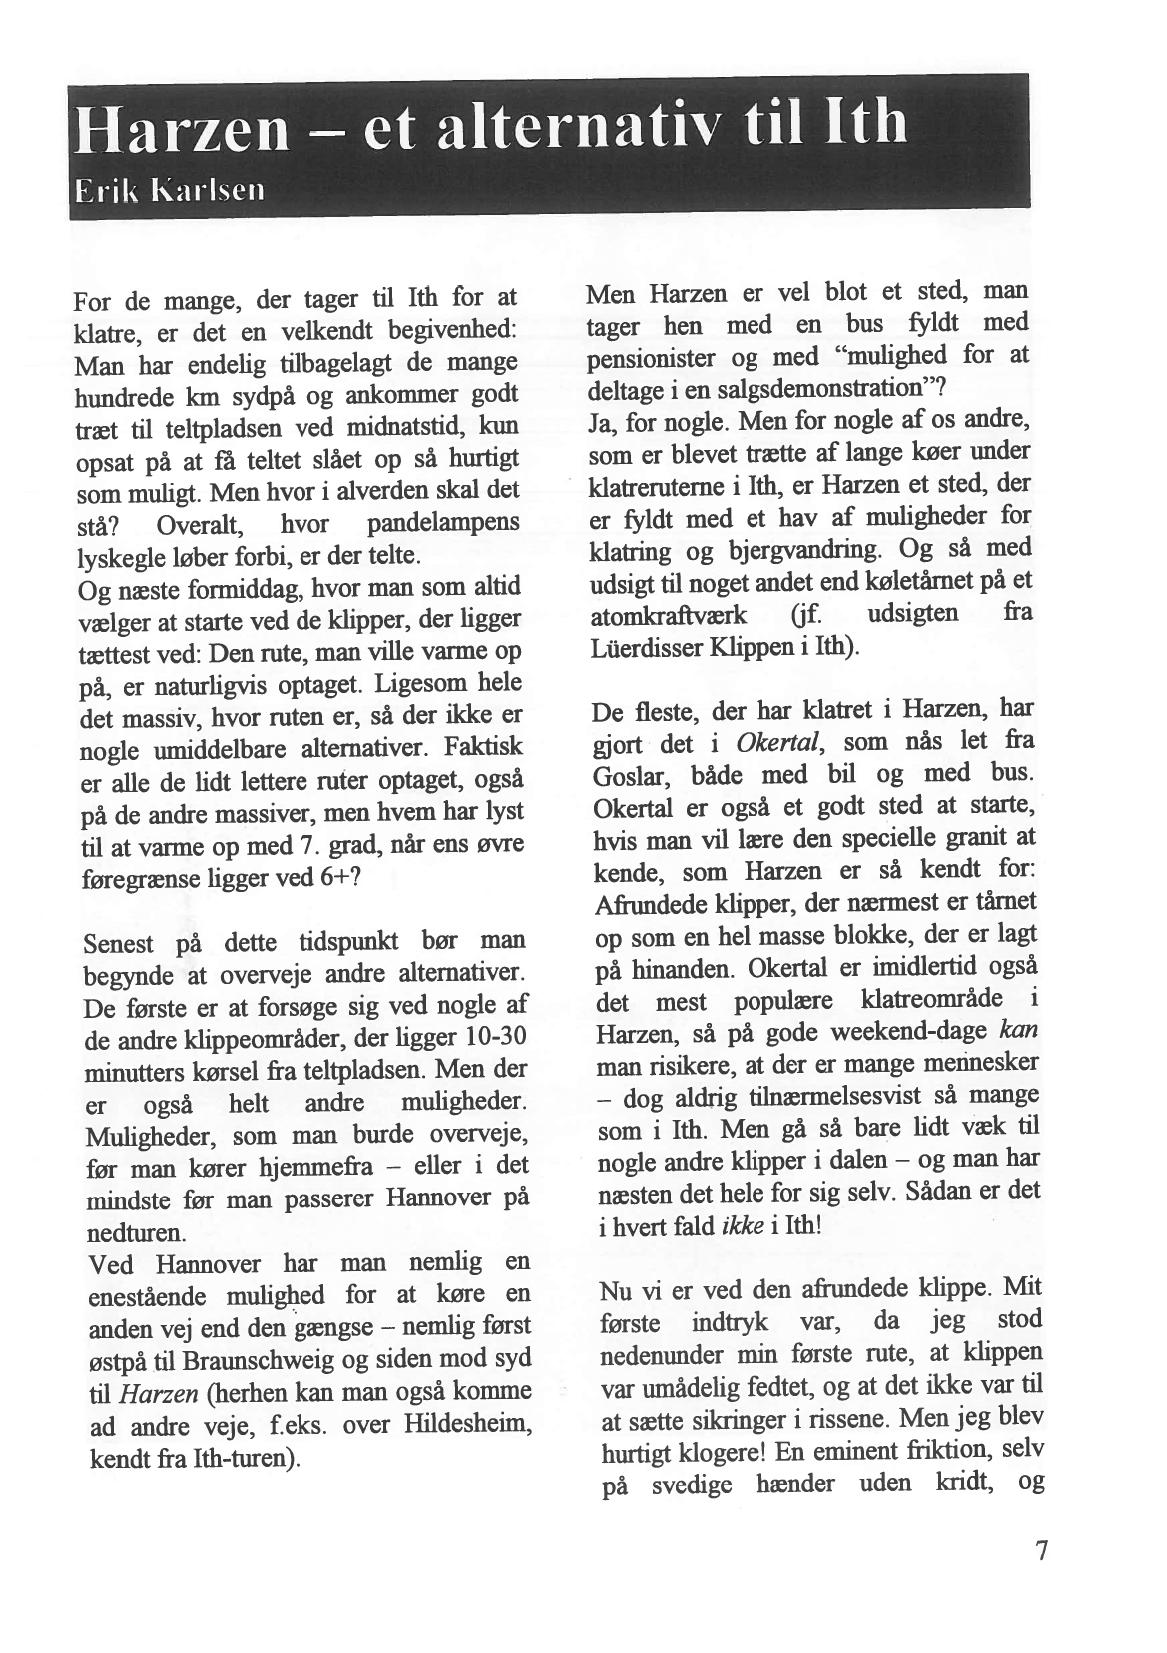 Harzen – et alternativ til Ith
Erik Karlsen
For de mange, der tager til Ith for at
klatre, er det en velkendt begivenhed:
Man har endelig tilbagelagt de mange
hundrede km sydpå og ankommer godt
træt til teltpladsen ved midnatstid, kun
opsat på at få teltet slået op så hurtigt
som muligt. Men hvor i alverden skal det
stå? Overalt, hvor pandelampens
lyskegle løber forbi, er der telte.
Og næste formiddag, hvor man som altid
vælger at starte ved de klipper, der ligger
tættest ved: Den rute, man ville varme op
på, er naturligvis optaget. Ligesom hele
det massiv, hvor ruten er, så der ikke er
nogle umiddelbare alternativer. Faktisk
er alle de lidt lettere ruter optaget, også
på de andre massiver, men hvem har lyst
til at varme op med 7. grad, når ens øvre
føregrænse ligger ved 6+?
Senest på dette tidspunkt bør man
begynde at overveje andre alternativer.
De første er at forsøge sig ved nogle af
de andre klippeområder, der ligger 10-30
minutters kørsel fra teltpladsen. Men der
er også helt andre muligheder.
Muligheder, som man burde overveje,
før man kører hjemmefra – eller i det
mindste før man passerer Hannover på
nedturen.
Ved Hannover har man nemlig en
enestående mulighed for at køre en
anden vej end den gængse – nemlig først
østpå til Braunschweig og siden mod syd
til Harzen (herhen kan man også komme
ad andre veje, f.eks. over Hildesheim,
kendt fra Ith-turen).
Men Harzen er vel blot et sted, man
tager hen med en bus fyldt med
pensionister og med “mulighed for at
deltage i en salgsdemonstration”?
Ja, for nogle. Men for nogle af os andre,
som er blevet trætte af lange køer under
klatreruterne i Ith, er Harzen et sted, der
er fyldt med et hav af muligheder for
klatring og bjergvandring. Og så med
udsigt til noget andet end køletårnet på et
atomkraftværk (jf. udsigten fra
Lüerdisser Klippen i Ith).
De fleste, der har klatret i Harzen, har
gjort det i Okertal, som nås let fra
Goslar, både med bil og med bus.
Okertal er også et godt sted at starte,
hvis man vil lære den specielle granit at
kende, som Harzen er så kendt for:
Afrundede klipper, der nærmest er tårnet
op som en hel masse blokke, der er lagt
på hinanden. Okertal er imidlertid også
det mest populære klatreområde i
Harzen, så på gode weekend-dage kan
man risikere, at der er mange mennesker
– dog aldrig tilnærmelsesvist så mange
som i Ith. Men gå så bare lidt væk til
nogle andre klipper i dalen – og man har
næsten det hele for sig selv. Sådan er det
i hvert fald ikke i Ith!
Nu vi er ved den afrundede klippe. Mit
første indtryk var, da jeg stod
nedenunder min første rute, at klippen
var umådelig fedtet, og at det ikke var til
at sætte sikringer i rissene. Men jeg blev
hurtigt klogere! En eminent friktion, selv
på svedige hænder uden kridt, og
7